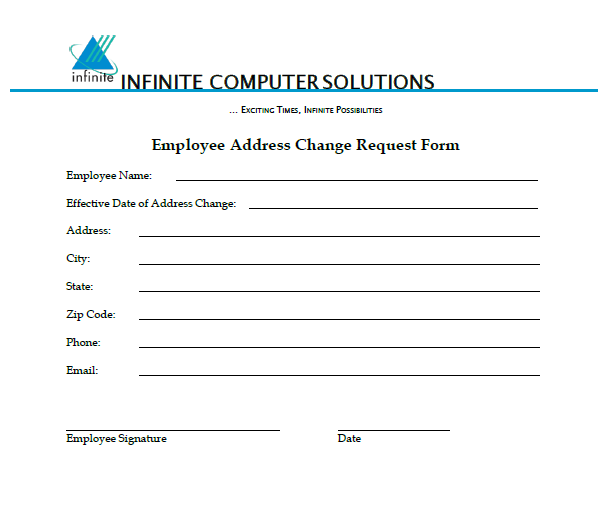 infinite INFINITE COMPUTER SOLUTIONS
... Exciting Times, Infinite Possibilities
Employee Address Change Request Form
Employee Name:
Effective Date of Address Change:
Address:
City:
State:
Zip Code:
Phone:
Email:
Employee Signature Date